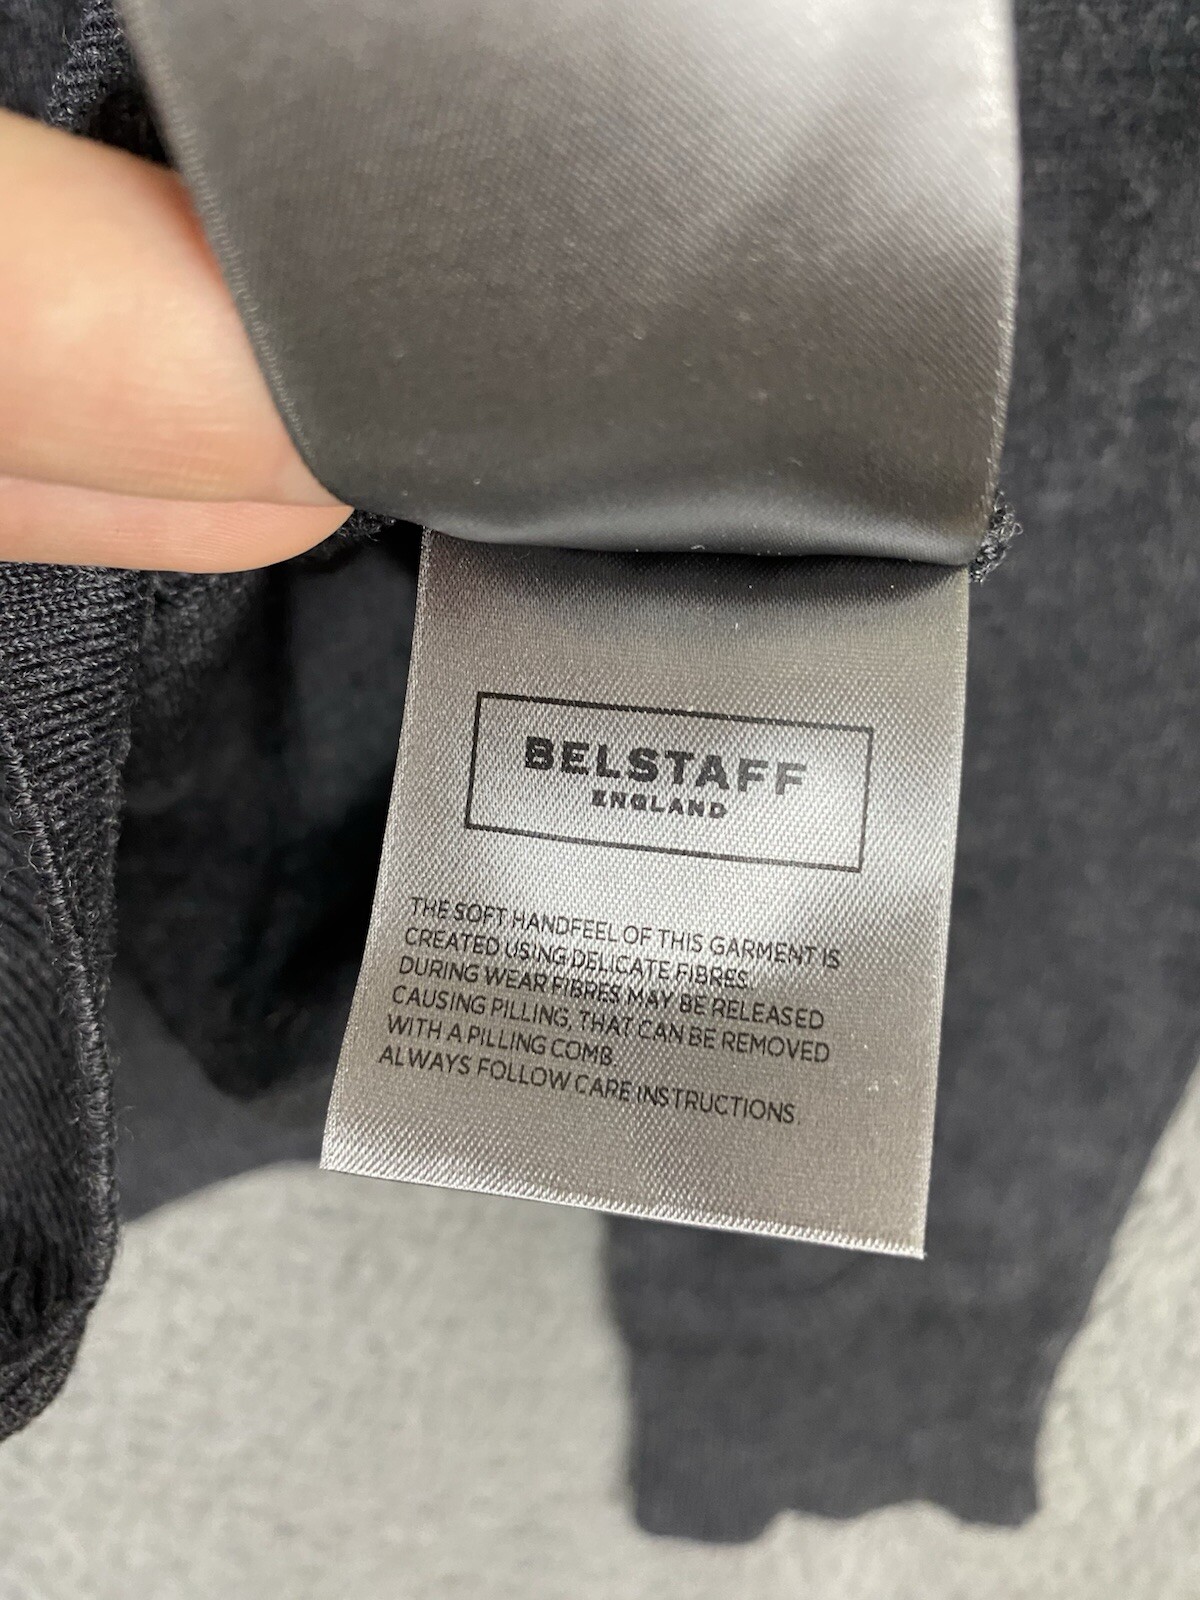 BELSTAFF
ENGLAND
THE SOFT HANDFEEL OF THIS GARMENT IS
CREATED USING DELICATE FIBRES.
DURING WEAR FIBRES MAY BE RELEASED
CAUSING PILLING, THAT CAN BE REMOVED
WITH A PILLING COMB.
ALWAYS FOLLOW CARE INSTRUCTIONS.